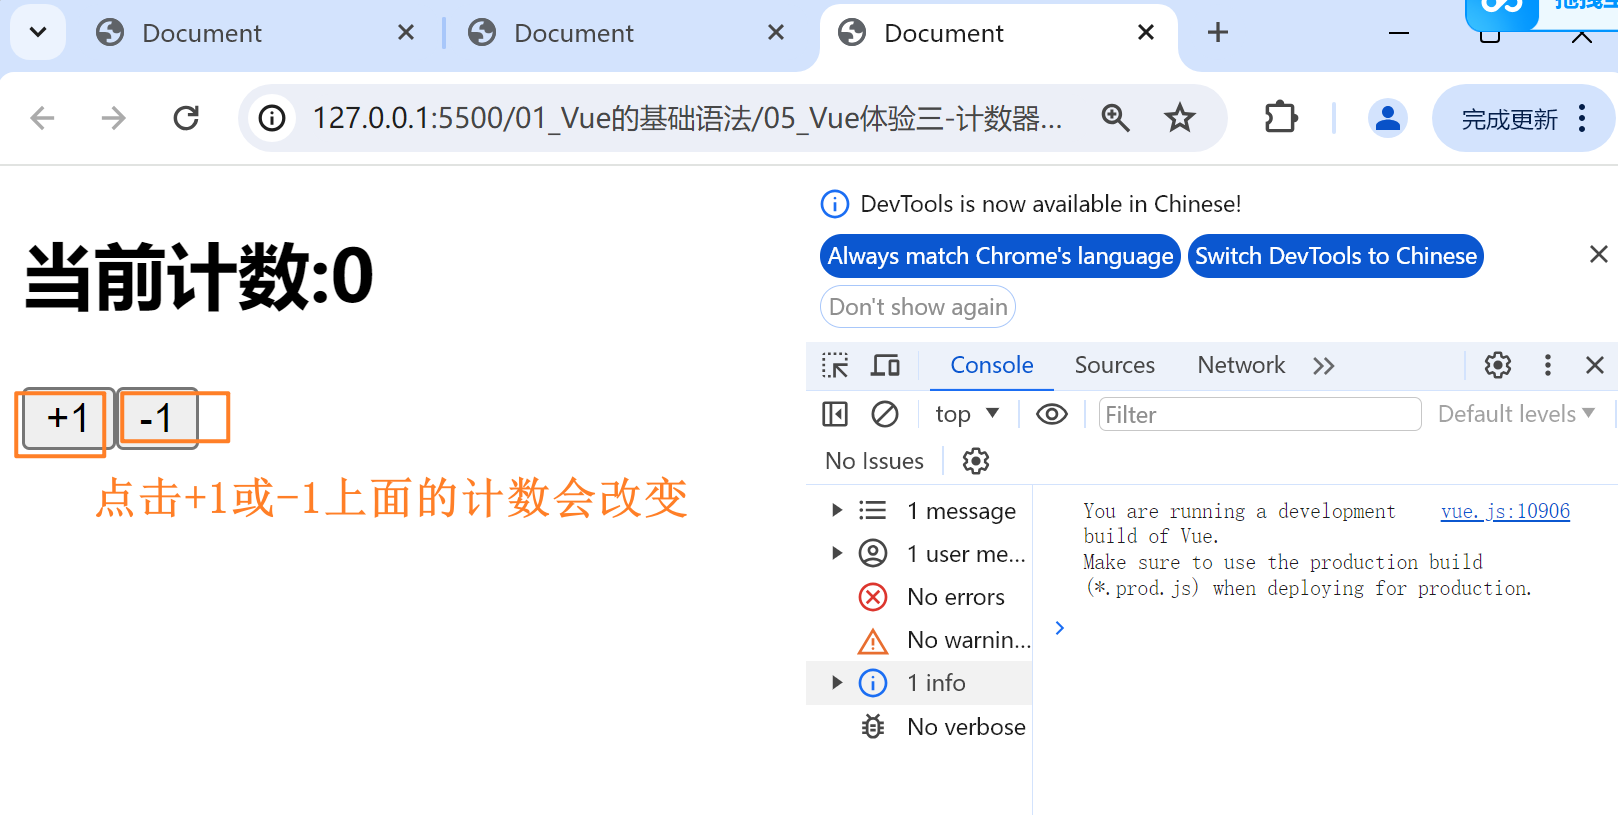 Document
Document
Document
127.0.0.1:5500/01_Vue的基础语法/05_Vue体验三-计数器...
完成更新
当前计数:0
+1
-1
点击+1或-1上面的计数会改变
DevTools is now available in Chinese!
Always match Chrome's language
Switch DevTools to Chinese
Don't show again
Console
Sources
Network
top
Filter
Default levels
No Issues
1 message
1 user me...
No errors
No warnin...
1 info
No verbose
You are running a development
vue.js:10906
build of Vue.
Make sure to use the production build
(*.prod.js) when deploying for production.